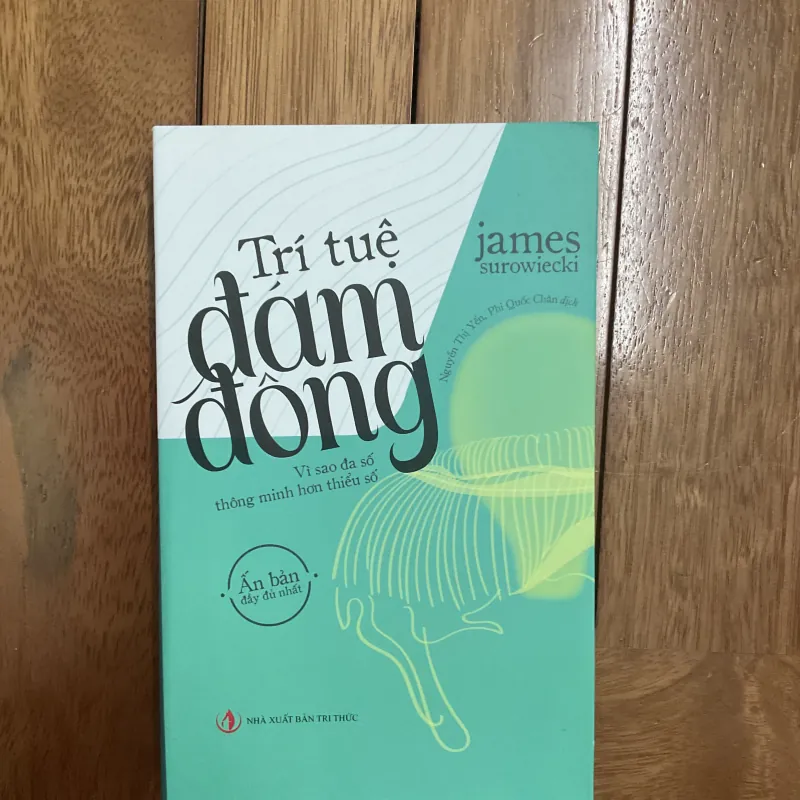 Trí tuệ
đám
đông
james
surowiecki
Nguyễn Thị Yến, Phí Quốc Chân dịch
Vì sao đa số
thông minh hơn thiểu số
Ấn bản
đầy đủ nhất
NHÀ XUẤT BẢN TRI THỨC